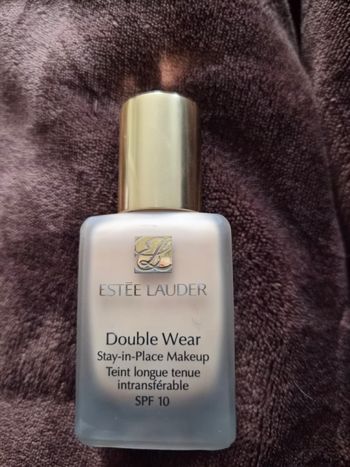 ESTĒE LAUDER
Double Wear
Stay-in-Place Makeup
Teint longue tenue
intransférable
SPF 10